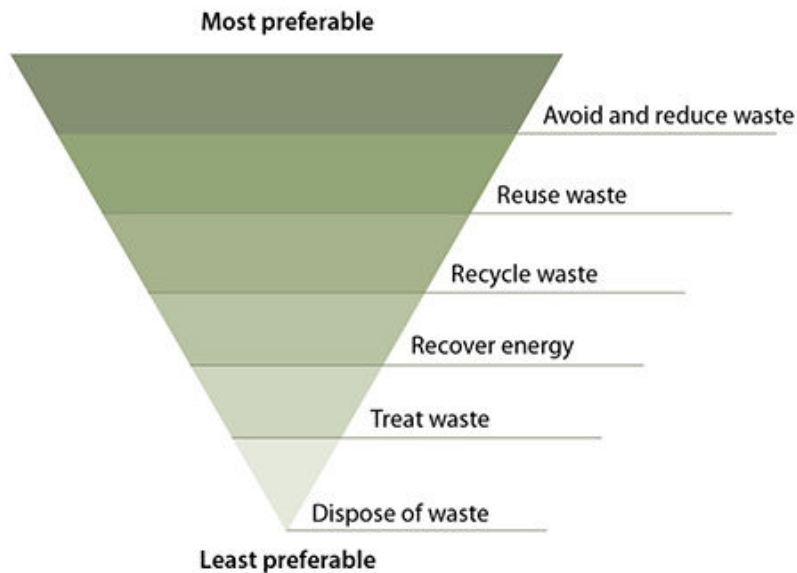 Most preferable
Avoid and reduce waste
Reuse waste
Recycle waste
Recover energy
Treat waste
Dispose of waste
Least preferable